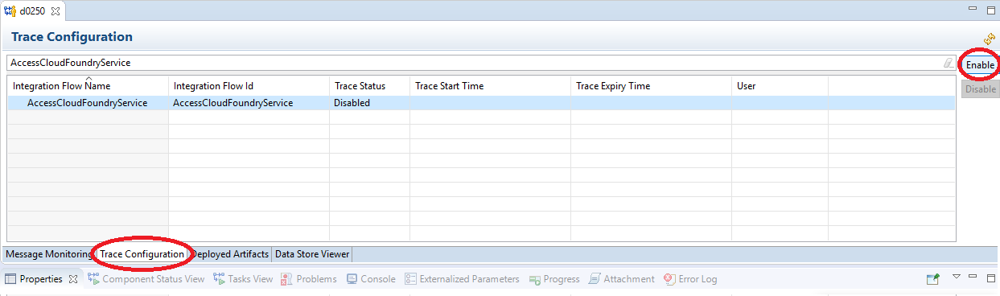 d0250
Trace Configuration
AccessCloudFoundryService
Enable
Integration Flow Name Integration Flow Id Trace Status Trace Start Time Trace Expiry Time User
Disable
AccessCloudFoundryService AccessCloudFoundryService Disabled
Message Monitoring Trace Configuration Deployed Artifacts Data Store Viewer
Properties Component Status View Tasks View Problems Console Externalized Parameters Progress Attachment Error Log